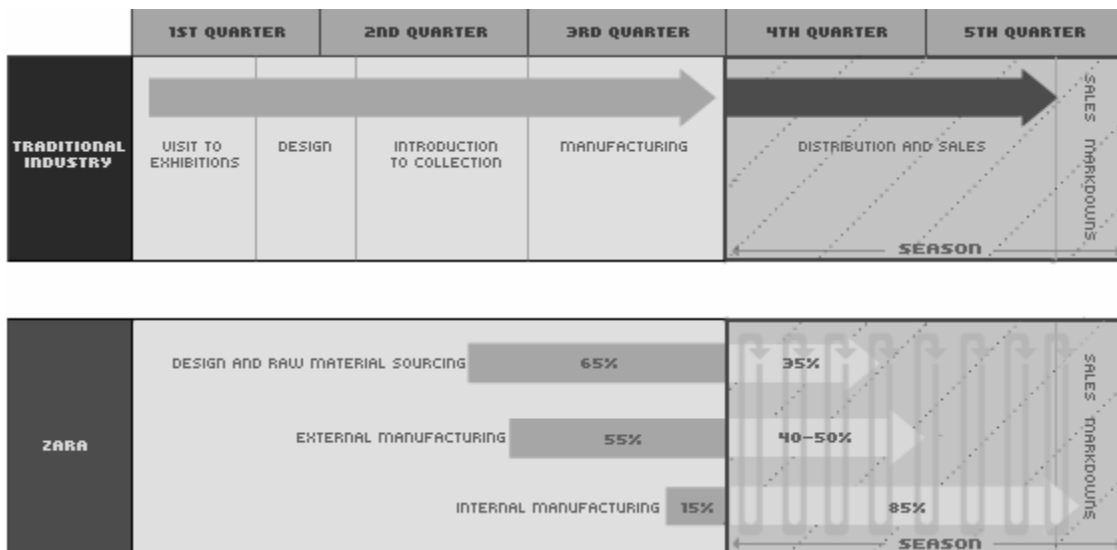 1ST QUARTER
2ND QUARTER
3RD QUARTER
4TH QUARTER
5TH QUARTER
TRADITIONAL
INDUSTRY
VISIT TO
EXHIBITIONS
DESIGN
INTRODUCTION
TO COLLECTION
MANUFACTURING
DISTRIBUTION AND SALES
SALES MARKDOWNS
SEASON
ZARA
DESIGN AND RAW MATERIAL SOURCING
65%
35%
EXTERNAL MANUFACTURING
55%
40-50%
INTERNAL MANUFACTURING
15%
85%
SALES MARKDOWNS
SEASON